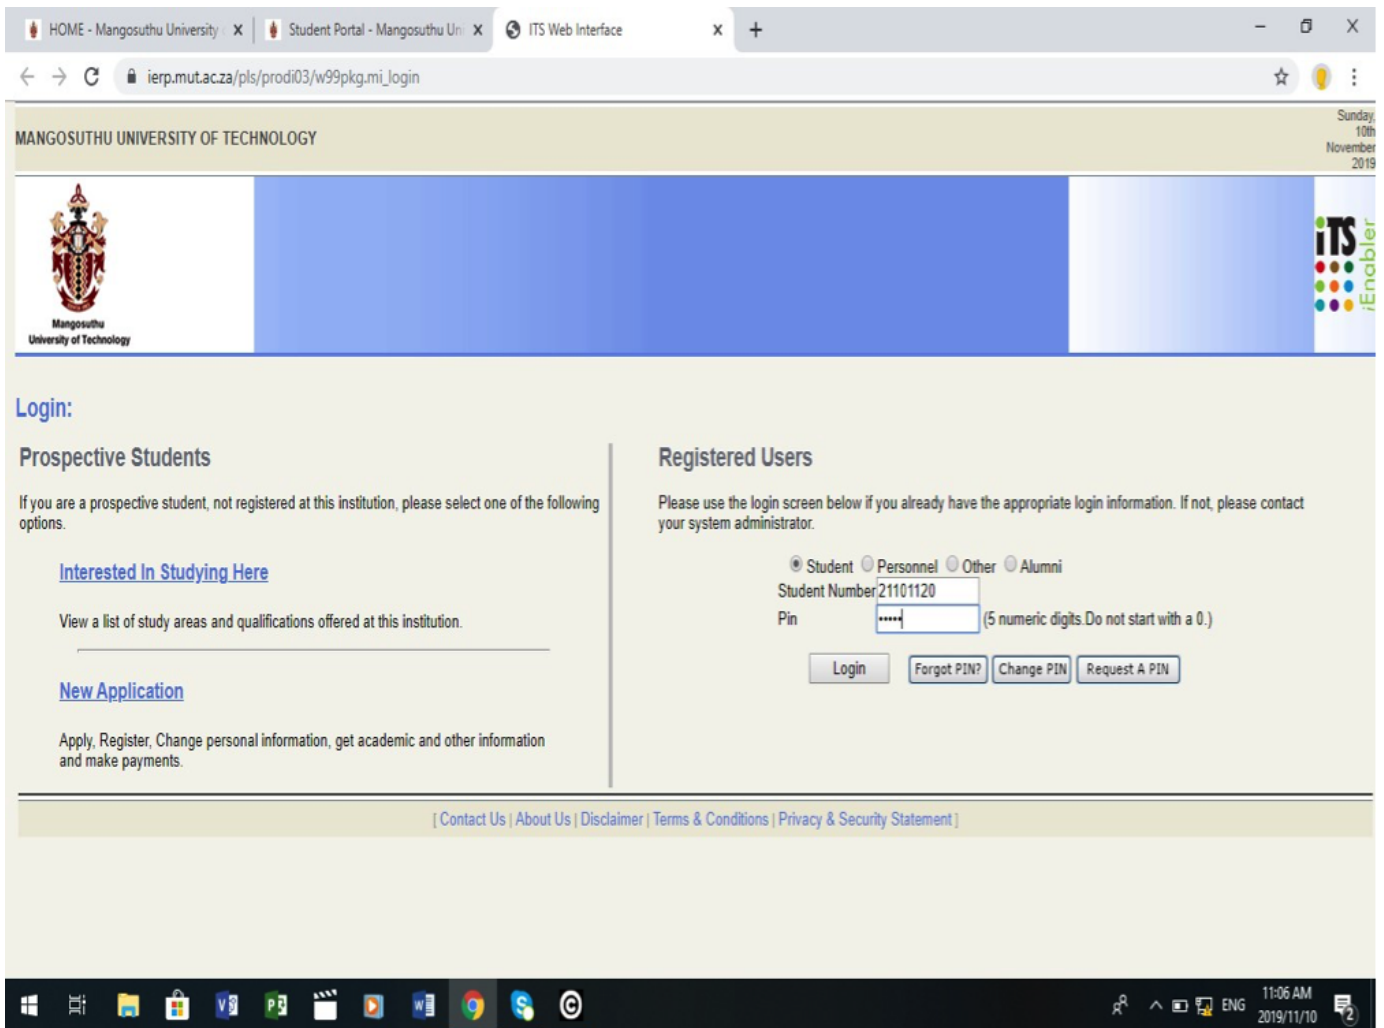 HOME - Mangosuthu University
Student Portal - Mangosuthu Un
ITS Web Interface
ierp.mut.ac.za/pls/prodi03/w99pkg.mi_login
MANGOSUTHU UNIVERSITY OF TECHNOLOGY
Sunday,
10th
November
2019
Mangosuthu
University of Technology
iTS
iEnabler
Login:
Prospective Students
If you are a prospective student, not registered at this institution, please select one of the following
options.
Interested In Studying Here
View a list of study areas and qualifications offered at this institution.
New Application
Apply, Register, Change personal information, get academic and other information
and make payments.
Registered Users
Please use the login screen below if you already have the appropriate login information. If not, please contact
your system administrator.
Student Personnel Other Alumni
Student Number 21101120
Pin ••••• (5 numeric digits.Do not start with a 0.)
Login Forgot PIN? Change PIN Request A PIN
[ Contact Us | About Us | Disclaimer | Terms & Conditions | Privacy & Security Statement ]
ENG
11:06 AM
2019/11/10
2